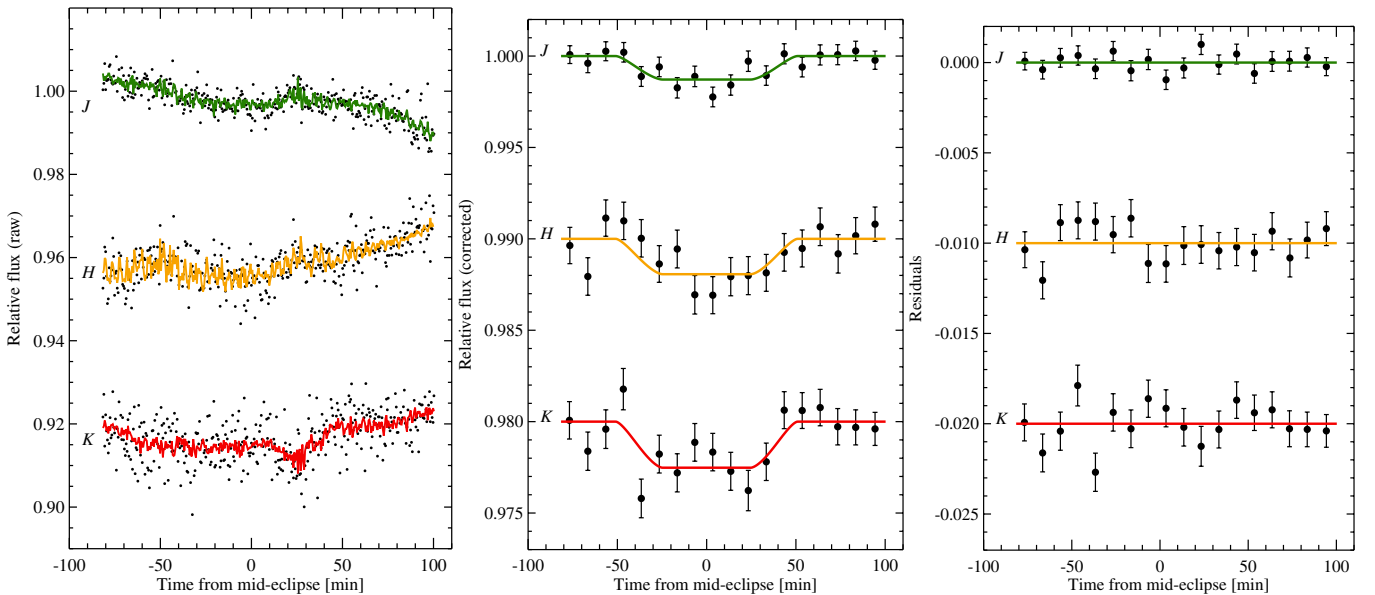 Relative flux (raw)
1.00
0.98
0.96
0.94
0.92
0.90
J
H
K
-100
-50
0
50
100
Time from mid-eclipse [min]
Relative flux (corrected)
1.000
0.995
0.990
0.985
0.980
0.975
J
H
K
-100
-50
0
50
100
Time from mid-eclipse [min]
Residuals
0.000
-0.005
-0.010
-0.015
-0.020
-0.025
J
H
K
-100
-50
0
50
100
Time from mid-eclipse [min]